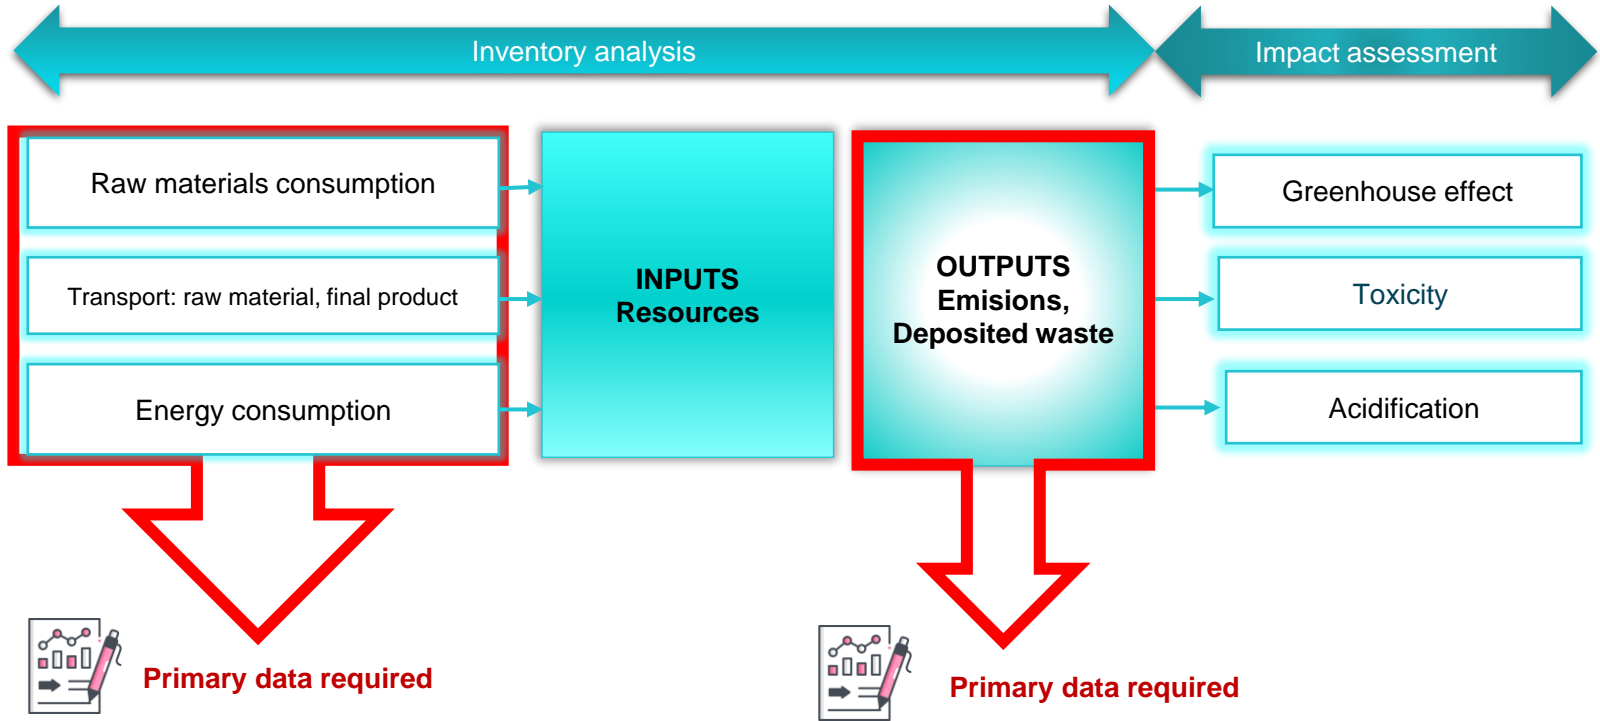 Inventory analysis
Impact assessment
Raw materials consumption
Transport: raw material, final product
Energy consumption
INPUTS
Resources
OUTPUTS
Emisions,
Deposited waste
Greenhouse effect
Toxicity
Acidification
Primary data required
Primary data required